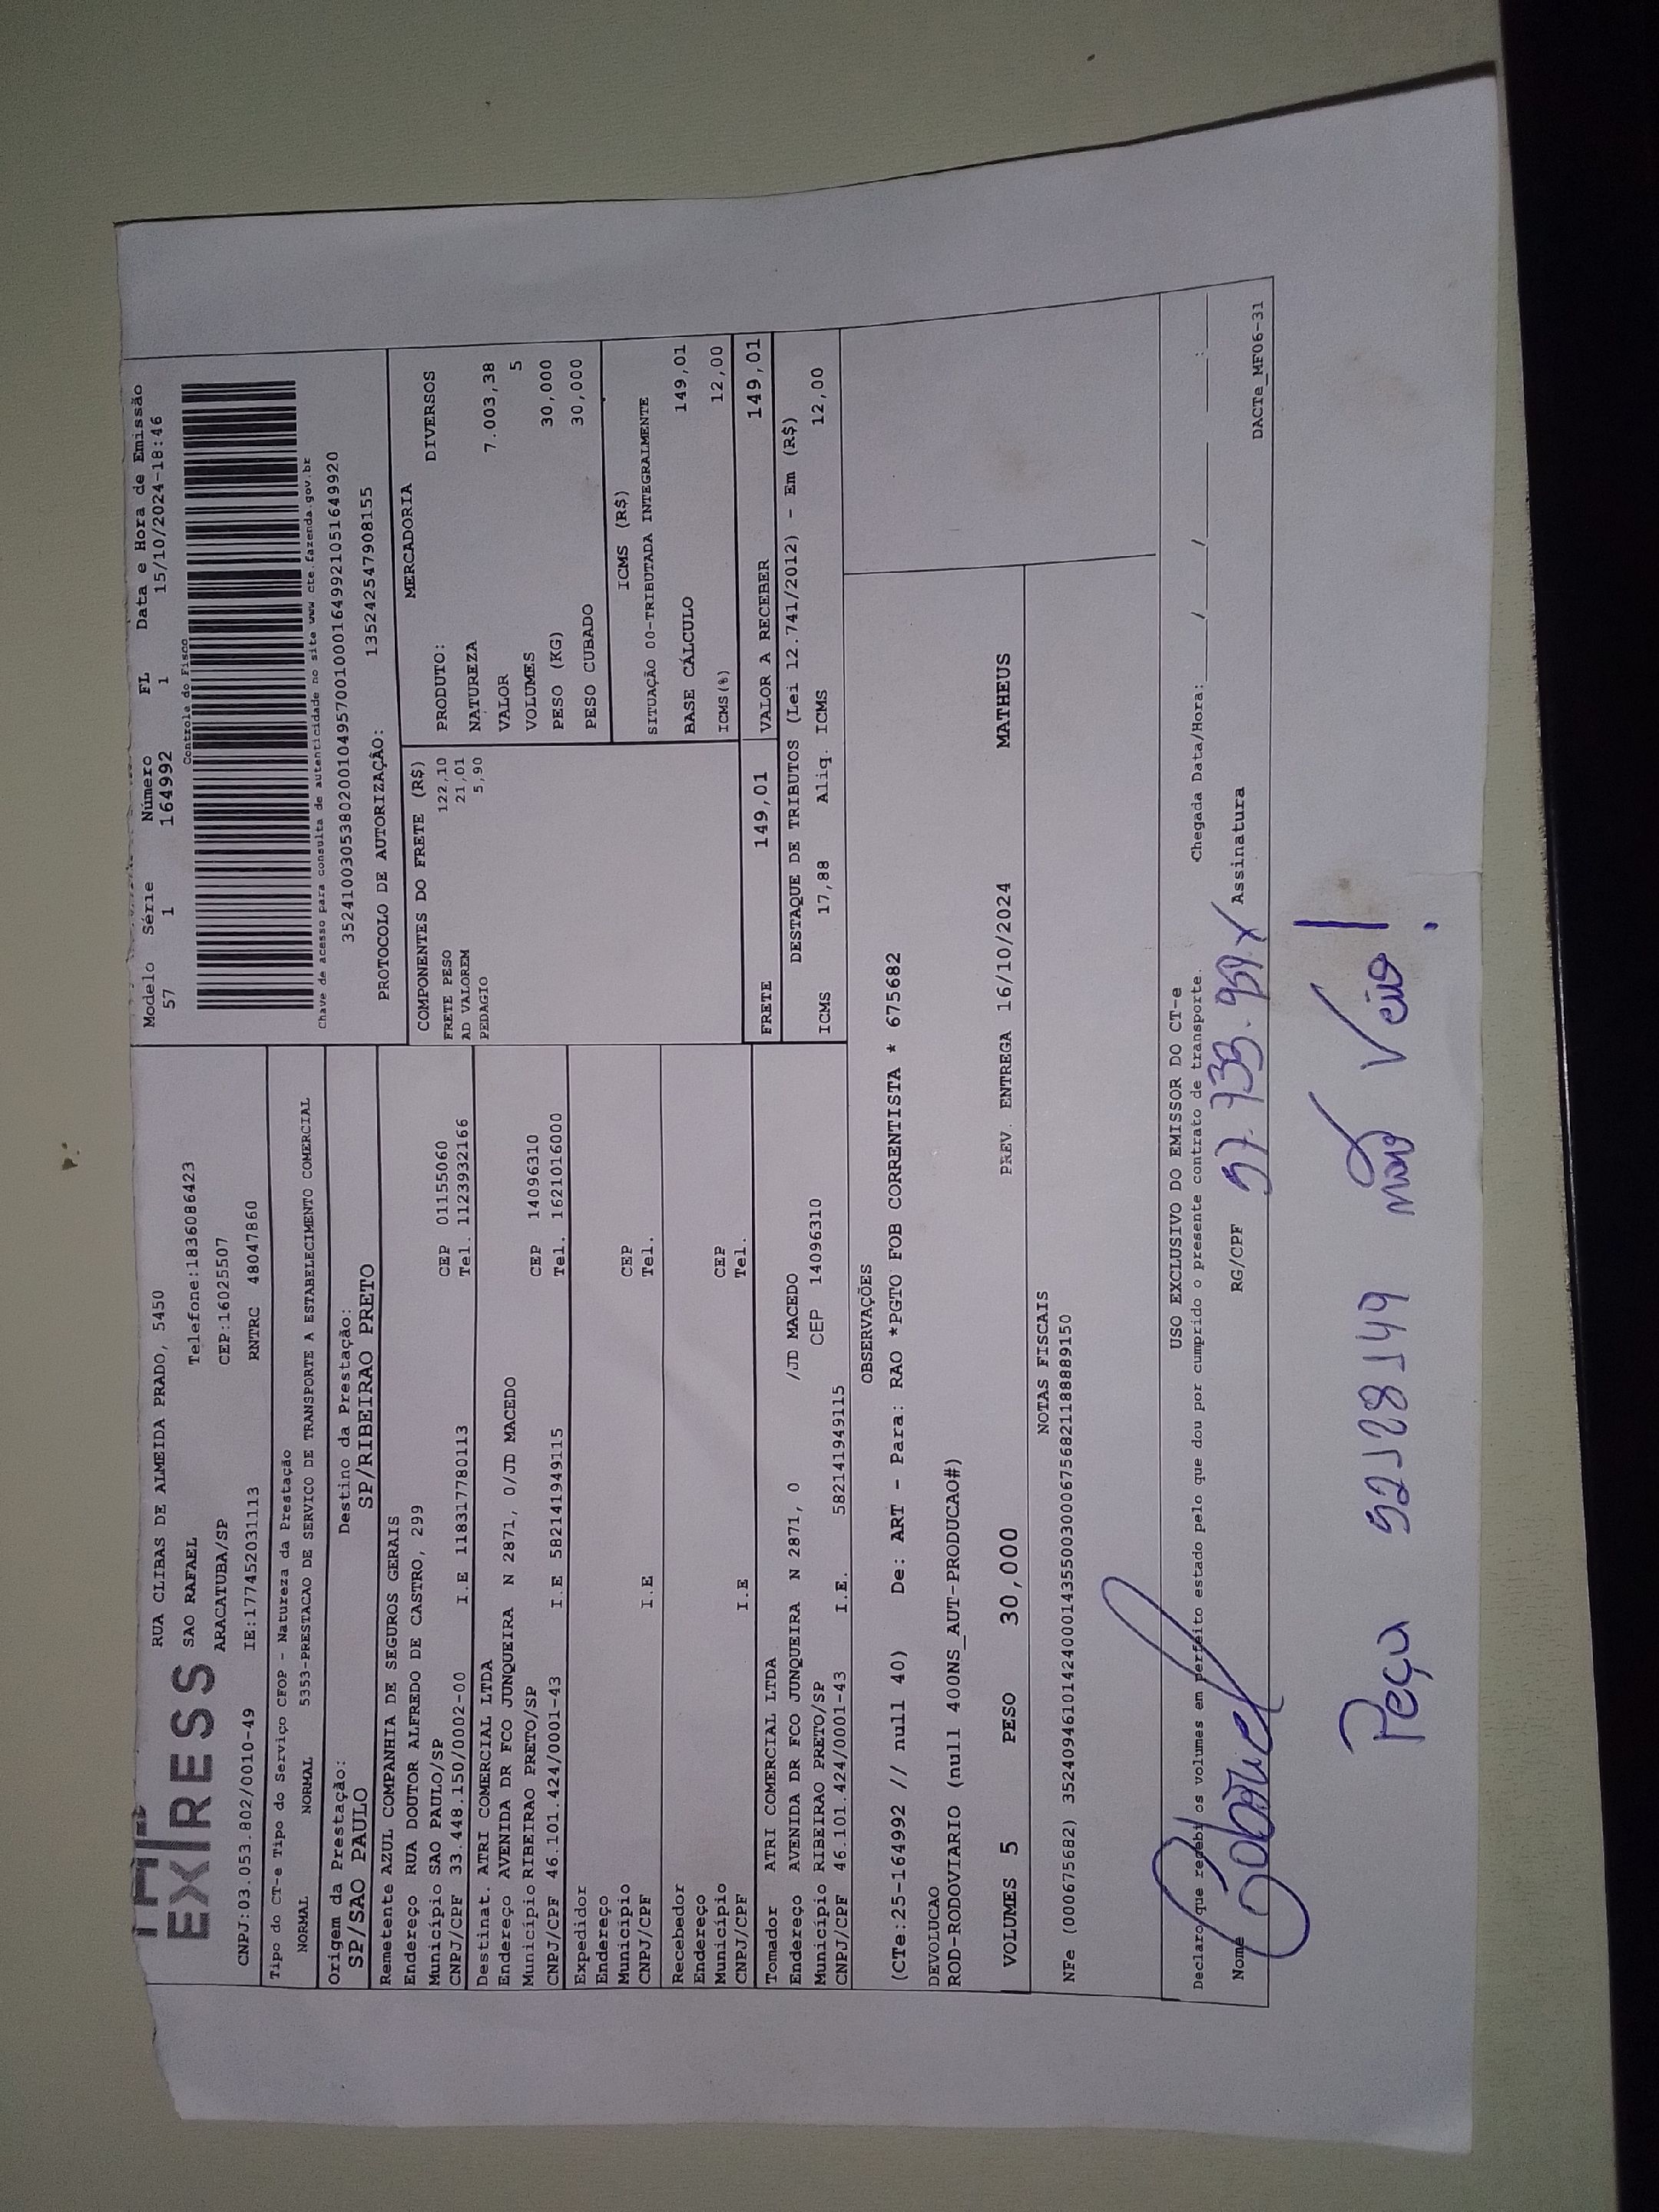 EXPRESS
RUA CLIBAS DE ALMEIDA PRADO, 5450
SAO RAFAEL Telefone:1836086423
ARACATUBA/SP CEP:16025507
CNPJ:03.053.802/0010-49 IE:177452031113 RNTRC 48047860
Modelo Série Número FL Data e Hora de Emissão
57 1 164992 1 15/10/2024-18:46
Controle do Fisco
Chave de acesso para consulta de autenticidade no site www cte.fazenda.gov.br
35241003053802001049570010001649921051649920
PROTOCOLO DE AUTORIZAÇÃO: 135242547908155
Tipo do CT-e Tipo do Serviço CFOP - Natureza da Prestação
NORMAL NORMAL 5353-PRESTACAO DE SERVICO DE TRANSPORTE A ESTABELECIMENTO COMERCIAL
Origem da Prestação: Destino da Prestação:
SP/SAO PAULO SP/RIBEIRAO PRETO
Remetente AZUL COMPANHIA DE SEGUROS GERAIS
Endereço RUA DOUTOR ALFREDO DE CASTRO, 299
Município SAO PAULO/SP CEP 01155060
CNPJ/CPF 33.448.150/0002-00 I.E 118317780113 Tel. 1123932166
Destinat. ATRI COMERCIAL LTDA
Endereço AVENIDA DR FCO JUNQUEIRA N 2871, 0/JD MACEDO
Município RIBEIRAO PRETO/SP CEP 14096310
CNPJ/CPF 46.101.424/0001-43 I.E 582141949115 Tel. 1621016000
Expedidor
Endereço
Município CEP
CNPJ/CPF I.E Tel.
Recebedor
Endereço
Município CEP
CNPJ/CPF I.E Tel.
Tomador ATRI COMERCIAL LTDA
Endereço AVENIDA DR FCO JUNQUEIRA N 2871, 0 /JD MACEDO
Município RIBEIRAO PRETO/SP CEP 14096310
CNPJ/CPF 46.101.424/0001-43 I.E. 582141949115
COMPONENTES DO FRETE (R$)
FRETE PESO 122,10
AD VALOREM 21,01
PEDAGIO 5,90
MERCADORIA
PRODUTO: DIVERSOS
NATUREZA
VALOR 7.003,38
VOLUMES 5
PESO (KG) 30,000
PESO CUBADO 30,000
ICMS (R$)
SITUAÇÃO 00-TRIBUTADA INTEGRALMENTE
BASE CÁLCULO 149,01
ICMS(%) 12,00
FRETE 149,01 VALOR A RECEBER 149,01
DESTAQUE DE TRIBUTOS (Lei 12.741/2012) - Em (R$)
ICMS 17,88 Aliq. ICMS 12,00
OBSERVAÇÕES
(CTe:25-164992 // null 40) De: ART - Para: RAO *PGTO FOB CORRENTISTA * 675682
DEVOLUCAO
ROD-RODOVIARIO (null 400NS_AUT-PRODUCAO#)
VOLUMES 5 PESO 30,000 PREV. ENTREGA 16/10/2024 MATHEUS
NOTAS FISCAIS
NFe (000675682) 35240946101424000143550030006756821188889150
USO EXCLUSIVO DO EMISSOR DO CT-e
Declaro que recebi os volumes em perfeito estado pelo que dou por cumprido o presente contrato de transporte. Chegada Data/Hora:____/____/____ ____:____
Nome Gabriel RG/CPF 57.733.959.X Assinatura
DACTe_MF06-31
Peça 52128149 não Veio!